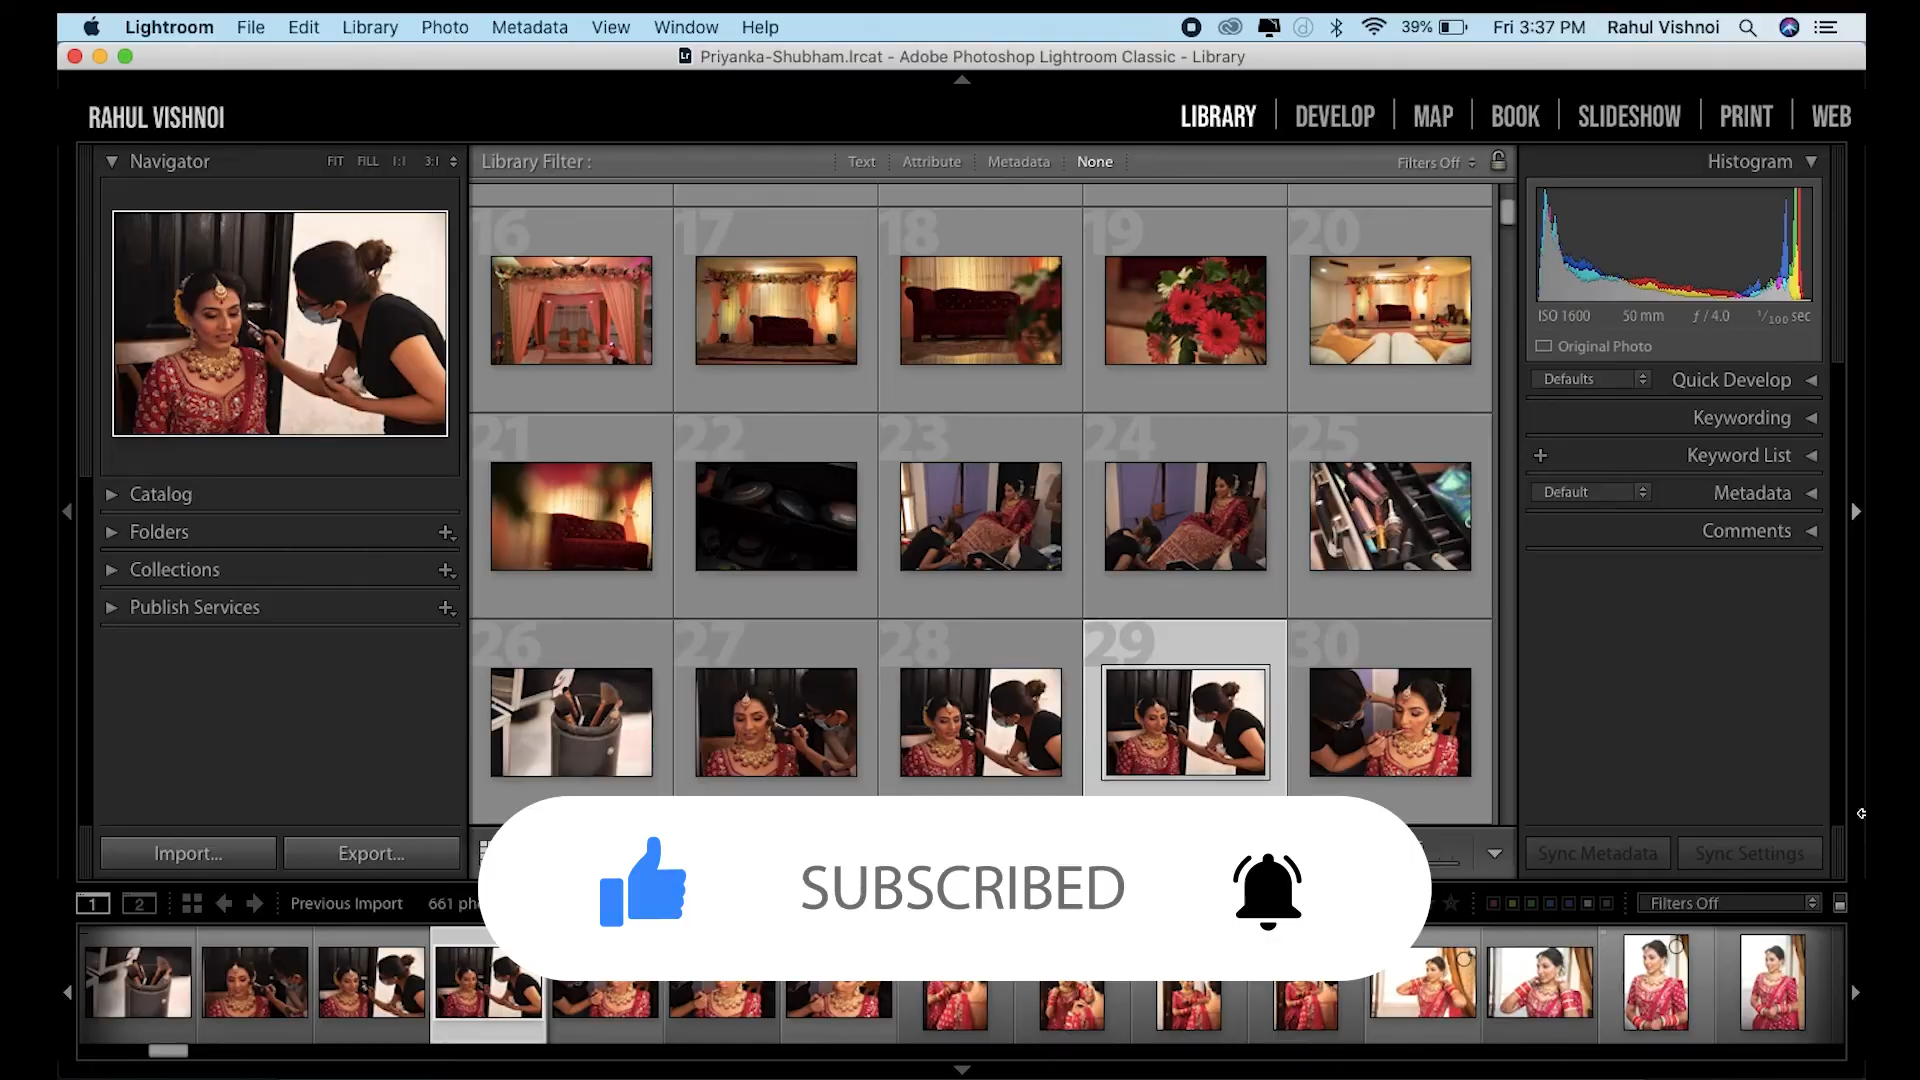 Lightroom File Edit Library Photo Metadata View Window Help 39% Fri 3:37 PM Rahul Vishnoi
Priyanka-Shubham.lrcat - Adobe Photoshop Lightroom Classic - Library
RAHUL VISHNOI
LIBRARY DEVELOP MAP BOOK SLIDESHOW PRINT WEB
Navigator FIT FILL 1:1 3:1
Library Filter : Text Attribute Metadata None Filters Off
Histogram
16 17 18 19 20
ISO 1600 50 mm ƒ / 4.0 1/100 sec
Original Photo
Defaults Quick Develop
Keywording
Keyword List
Default Metadata
Comments
21 22 23 24 25
Catalog
Folders
Collections
Publish Services
26 27 28 29 30
Import... Export...
Sync Metadata Sync Settings
SUBSCRIBED
1 2 Previous Import 661
Filters Off